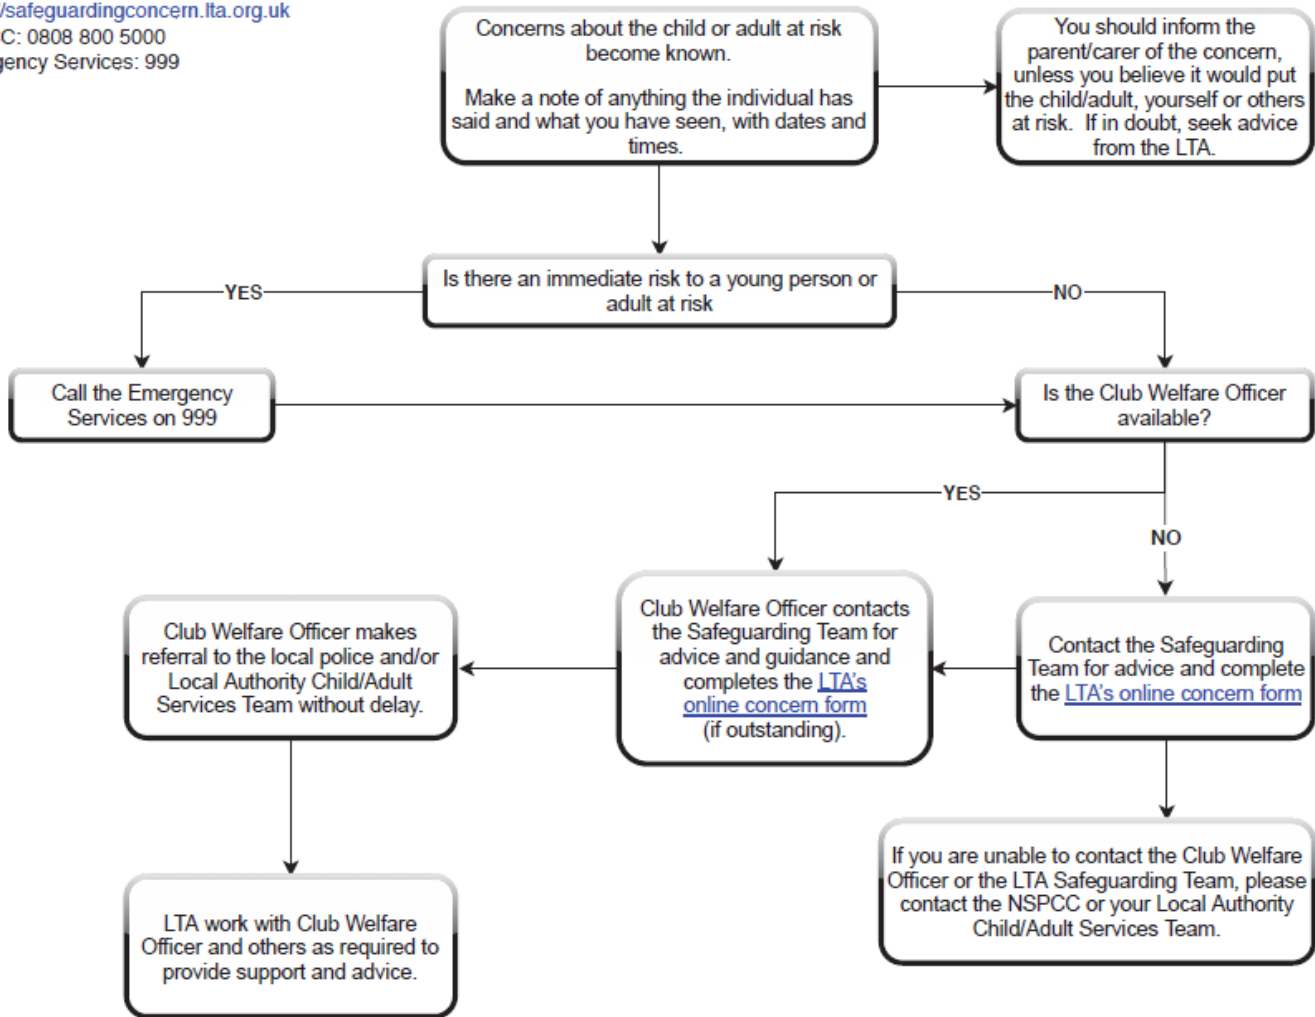 /safeguardingconcern.lta.org.uk
C: 0808 800 5000
gency Services: 999
Concerns about the child or adult at risk
become known.
Make a note of anything the individual has
said and what you have seen, with dates and
times.
You should inform the
parent/carer of the concern,
unless you believe it would put
the child/adult, yourself or others
at risk. If in doubt, seek advice
from the LTA.
Is there an immediate risk to a young person or
adult at risk
YES
NO
Call the Emergency
Services on 999
Is the Club Welfare Officer
available?
YES
NO
Club Welfare Officer makes
referral to the local police and/or
Local Authority Child/Adult
Services Team without delay.
Club Welfare Officer contacts
the Safeguarding Team for
advice and guidance and
completes the LTA's
online concern form
(if outstanding).
Contact the Safeguarding
Team for advice and complete
the LTA's online concern form
If you are unable to contact the Club Welfare
Officer or the LTA Safeguarding Team, please
contact the NSPCC or your Local Authority
Child/Adult Services Team.
LTA work with Club Welfare
Officer and others as required to
provide support and advice.